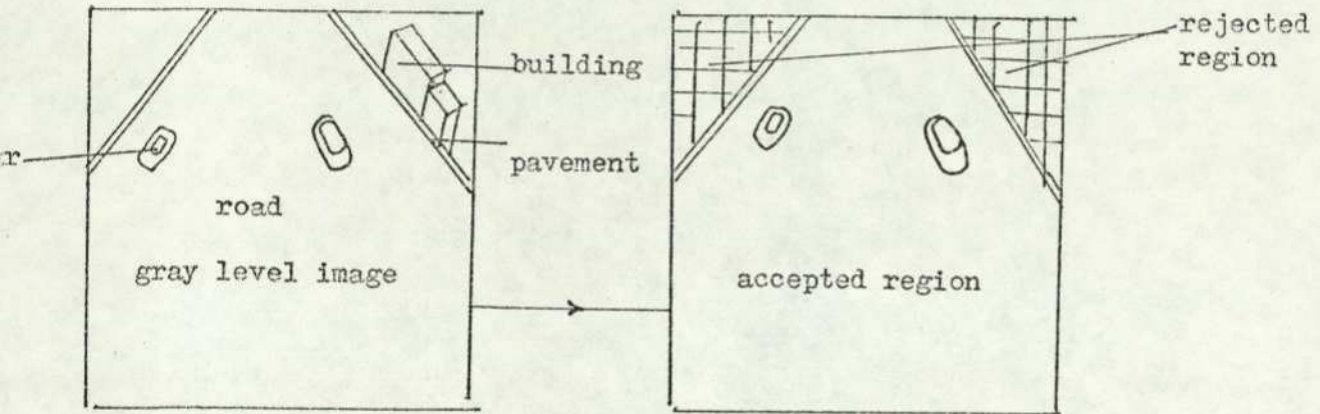 building
pavement
r
road
gray level image
rejected
region
accepted region